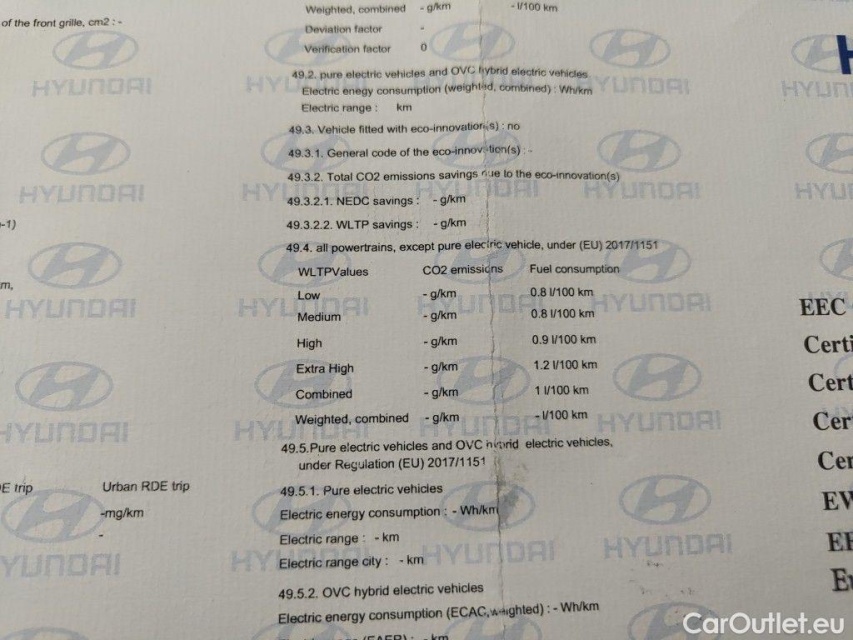 Weighted, combined - g/km - l/100 km
of the front grille, cm2 : -
Deviation factor -
Verification factor 0
49.2. pure electric vehicles and OVC hybrid electric vehicles
Electric enegy consumption (weighted, combined) : Wh/km
Electric range : km
49.3. Vehicle fitted with eco-innovation(s) : no
49.3.1. General code of the eco-innovation(s) : -
49.3.2. Total CO2 emissions savings due to the eco-innovation(s)
49.3.2.1. NEDC savings : - g/km
-1)
49.3.2.2. WLTP savings : - g/km
49.4. all powertrains, except pure electric vehicle, under (EU) 2017/1151
WLTPValues CO2 emissions Fuel consumption
m,
Low - g/km 0.8 l/100 km
Medium - g/km 0.8 l/100 km
EEC
High - g/km 0.9 l/100 km
Certi
Extra High - g/km 1.2 l/100 km
Cert
Combined - g/km 1 l/100 km
Weighted, combined - g/km - l/100 km
Cer
49.5.Pure electric vehicles and OVC hybrid electric vehicles,
under Regulation (EU) 2017/1151
Cer
E trip Urban RDE trip
49.5.1. Pure electric vehicles
-mg/km
Electric energy consumption : - Wh/km
-
Electric range : - km
Electric range city : - km
49.5.2. OVC hybrid electric vehicles
Electric energy consumption (ECAC,weighted) : - Wh/km
HYUNDAI
CarOutlet.eu